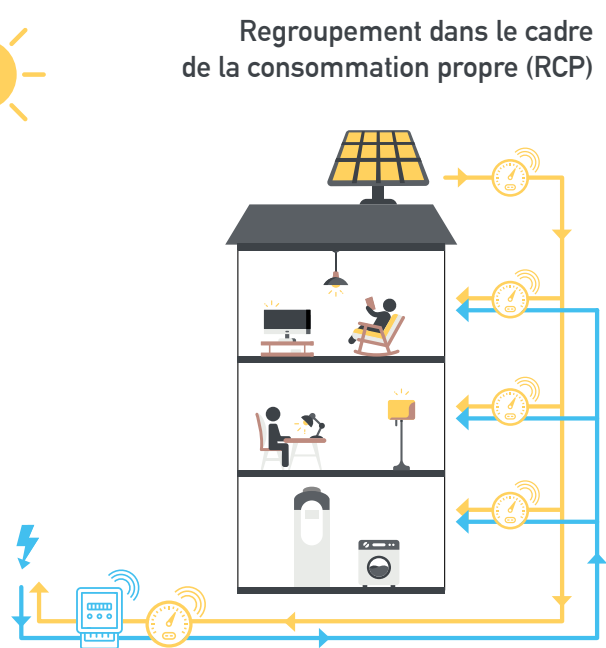 Regroupement dans le cadre
de la consommation propre (RCP)